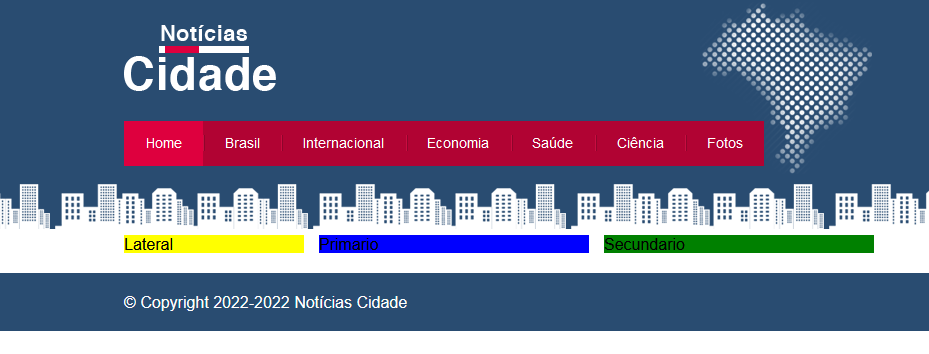 Notícias
Cidade
Home Brasil Internacional Economia Saúde Ciência Fotos
Lateral Primario Secundario
© Copyright 2022-2022 Notícias Cidade